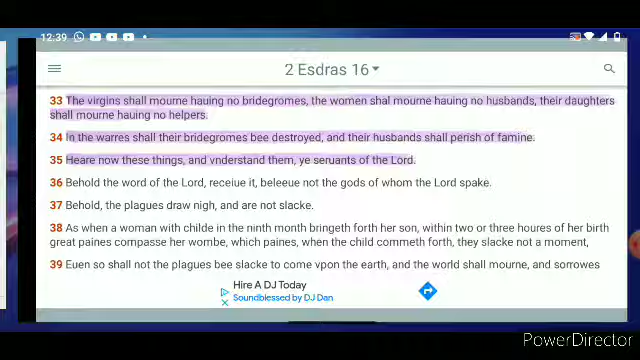 12:39
2 Esdras 16
33 The virgins shall mourne hauing no bridegromes, the women shal mourne hauing no husbands, their daughters
shall mourne hauing no helpers.
34 In the warres shall their bridegromes bee destroyed, and their husbands shall perish of famine.
35 Heare now these things, and vnderstand them, ye seruants of the Lord.
36 Behold the word of the Lord, receiue it, beleeue not the gods of whom the Lord spake.
37 Behold, the plagues draw nigh, and are not slacke.
38 As when a woman with childe in the ninth month bringeth forth her son, within two or three houres of her birth
great paines compasse her wombe, which paines, when the child commeth forth, they slacke not a moment,
39 Euen so shall not the plagues bee slacke to come vpon the earth, and the world shall mourne, and sorrowes
Hire A DJ Today
Soundblessed by DJ Dan
PowerDirector